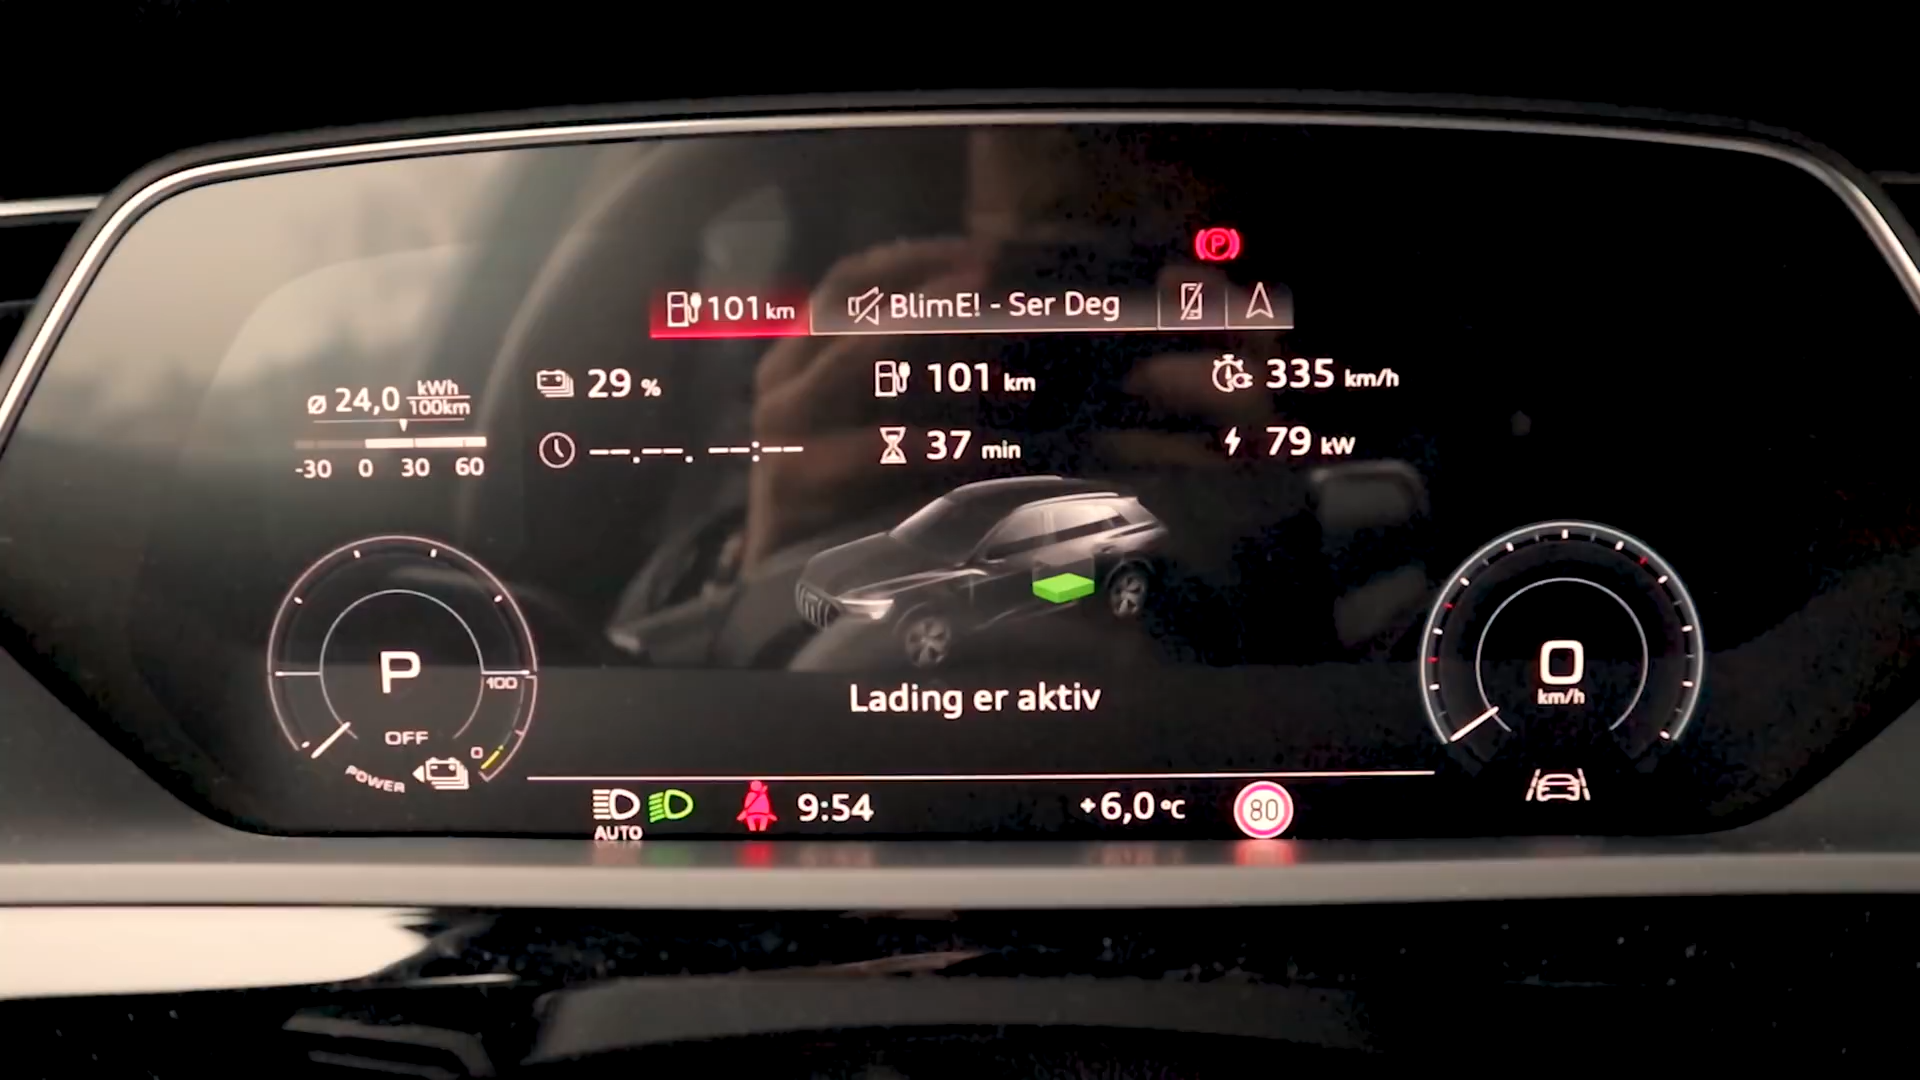 P
101 km
BlimE! - Ser Deg
ø 24,0 kWh/100km
-30 0 30 60
29 %
101 km
335 km/h
--.--. --:--
37 min
79 kW
P
OFF
POWER
100
0
Lading er aktiv
0
km/h
AUTO
9:54
+6,0 °C
80